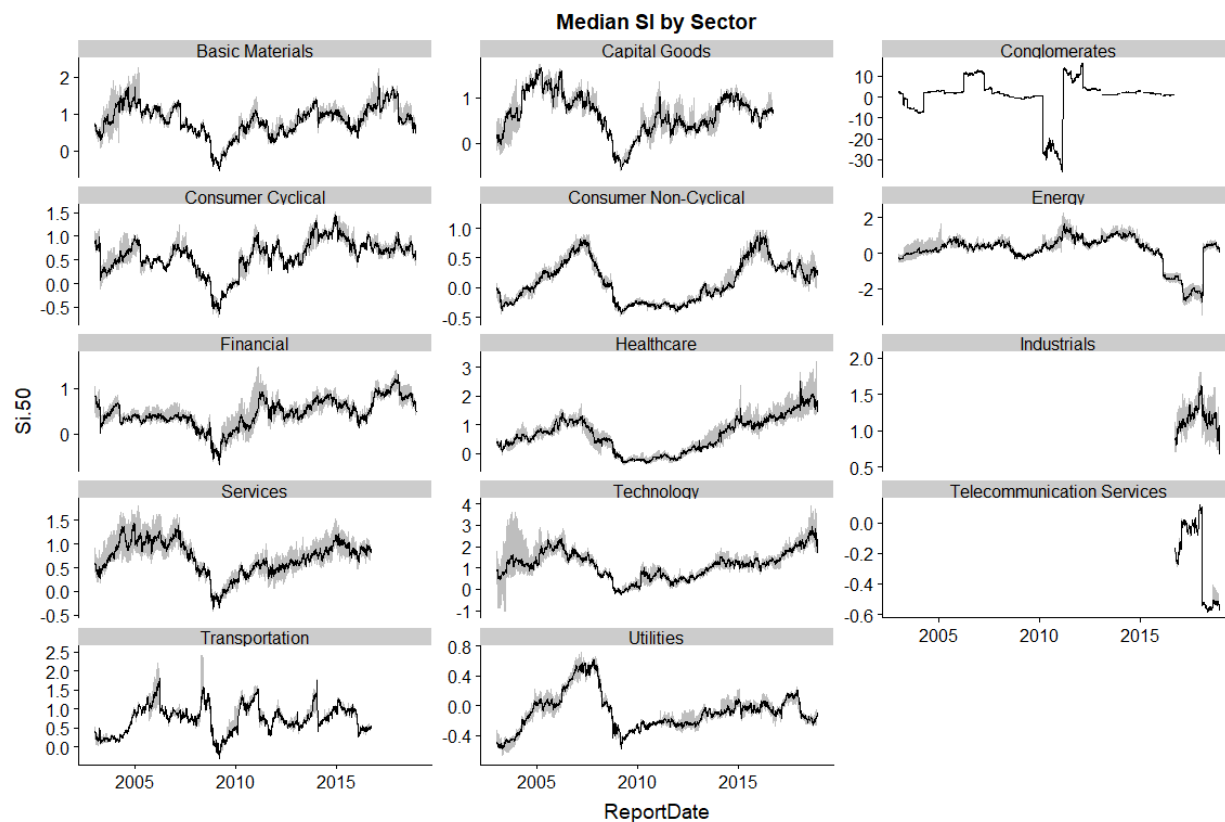 Median SI by Sector
Basic Materials
2
1
0
Capital Goods
1
0
Conglomerates
10
0
-10
-20
-30
Consumer Cyclical
1.5
1.0
0.5
0.0
-0.5
Consumer Non-Cyclical
1.0
0.5
0.0
-0.5
Energy
2
0
-2
Financial
1
0
Healthcare
3
2
1
0
Industrials
2.0
1.5
1.0
0.5
Services
1.5
1.0
0.5
0.0
-0.5
Technology
4
3
2
1
0
-1
Telecommunication Services
0.0
-0.2
-0.4
-0.6
2005 2010 2015
Transportation
2.5
2.0
1.5
1.0
0.5
0.0
2005 2010 2015
Utilities
0.8
0.4
0.0
-0.4
2005 2010 2015
Si.50
ReportDate